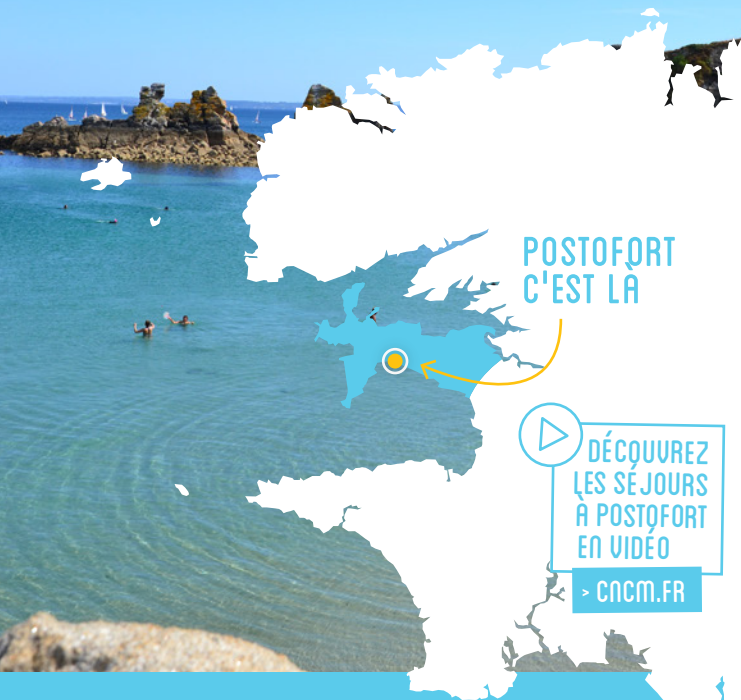 POSTOFORT
C'EST LÀ
DÉCOUVREZ
LES SÉJOURS
À POSTOFORT
EN VIDÉO
> CNCM.FR